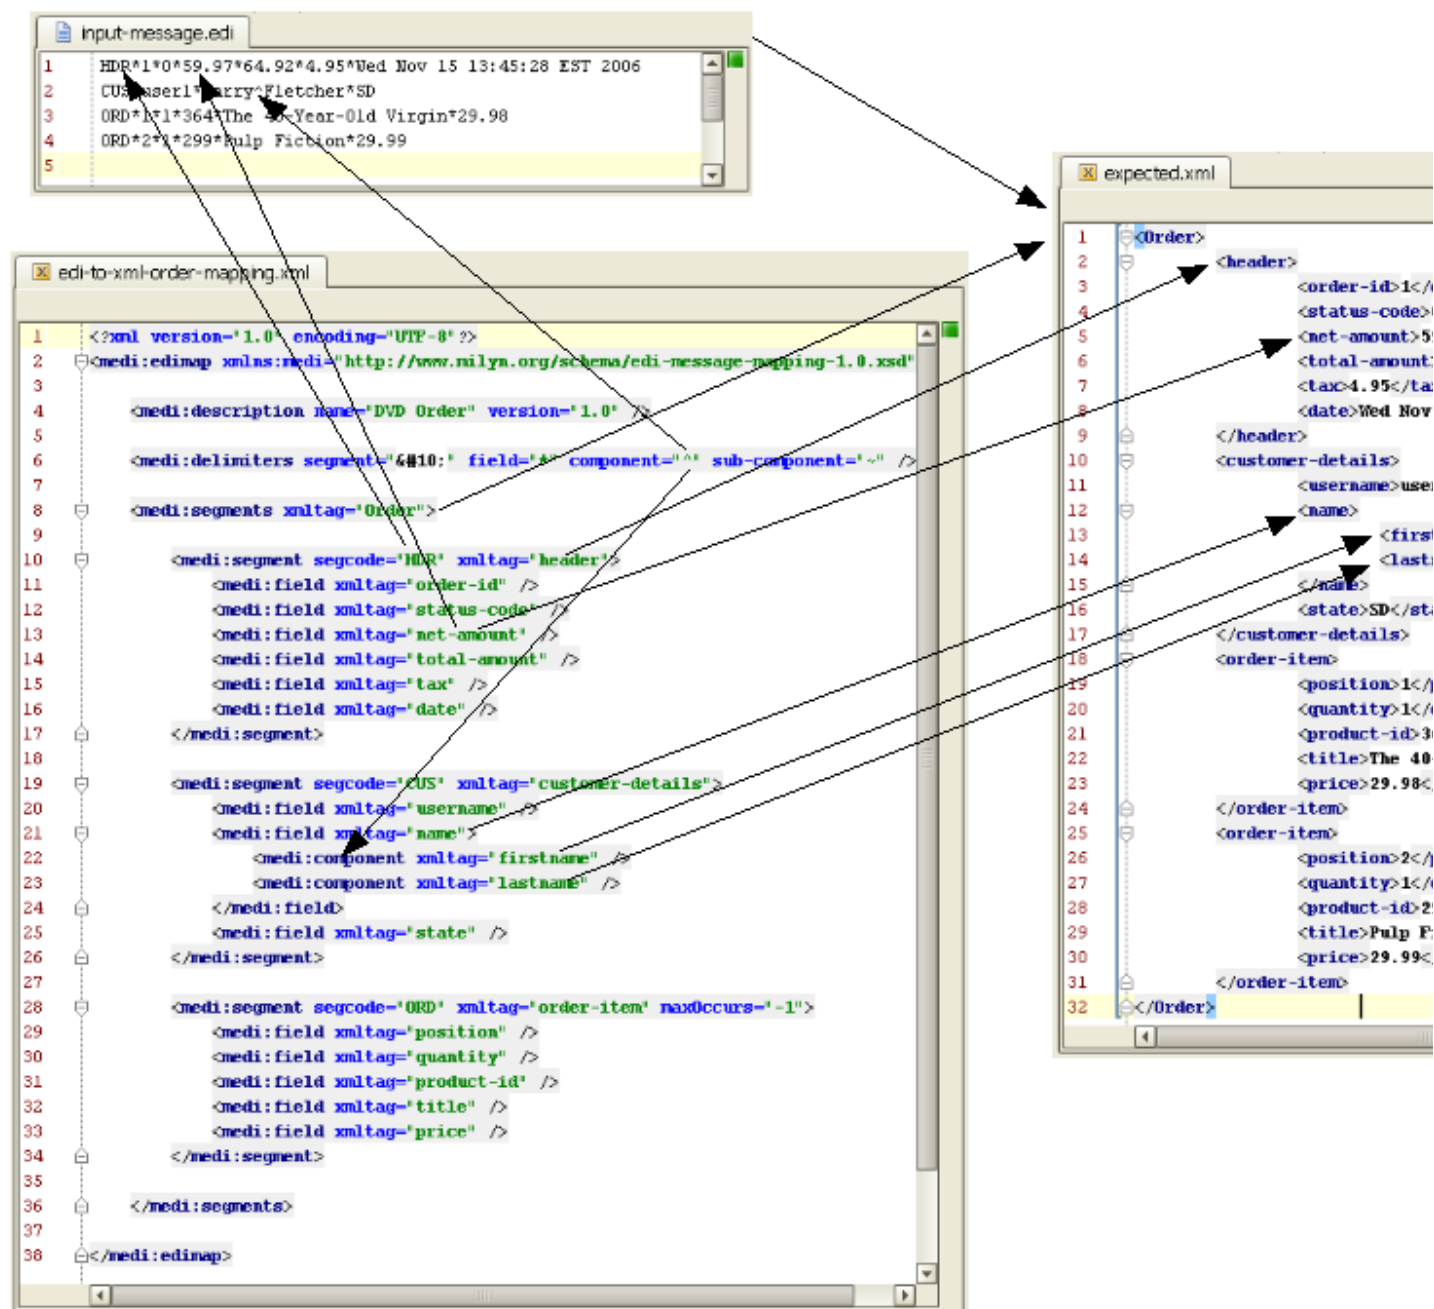 input-message.edi
1 HDR*1*0*59.97*64.92*4.95*Wed Nov 15 13:45:28 EST 2006
2 CUS*user1*Harry^Fletcher*SD
3 ORD*1*1*364*The 40-Year-Old Virgin*29.98
4 ORD*2*1*299*Pulp Fiction*29.99
5
edi-to-xml-order-mapping.xml
1 <?xml version="1.0" encoding="UTF-8"?>
2 <medi:edimap xmlns:medi="http://www.milyn.org/schema/edi-message-mapping-1.0.xsd"
3
4 <medi:description name="DVD Order" version="1.0" />
5
6 <medi:delimiters segment="&#10;" field="*" component="^" sub-component="~" />
7
8 <medi:segments xmltag="Order">
9
10 <medi:segment segcode="HDR" xmltag="header">
11 <medi:field xmltag="order-id" />
12 <medi:field xmltag="status-code" />
13 <medi:field xmltag="net-amount" />
14 <medi:field xmltag="total-amount" />
15 <medi:field xmltag="tax" />
16 <medi:field xmltag="date" />
17 </medi:segment>
18
19 <medi:segment segcode="CUS" xmltag="customer-details">
20 <medi:field xmltag="username" />
21 <medi:field xmltag="name">
22 <medi:component xmltag="firstname" />
23 <medi:component xmltag="lastname" />
24 </medi:field>
25 <medi:field xmltag="state" />
26 </medi:segment>
27
28 <medi:segment segcode="ORD" xmltag="order-item" maxOccurs="-1">
29 <medi:field xmltag="position" />
30 <medi:field xmltag="quantity" />
31 <medi:field xmltag="product-id" />
32 <medi:field xmltag="title" />
33 <medi:field xmltag="price" />
34 </medi:segment>
35
36 </medi:segments>
37
38 </medi:edimap>
expected.xml
1 <Order>
2 <header>
3 <order-id>1</
4 <status-code>
5 <net-amount>5
6 <total-amount
7 <tax>4.95</ta
8 <date>Wed Nov
9 </header>
10 <customer-details>
11 <username>use
12 <name>
13 <firs
14 <last
15 </name>
16 <state>SD</sta
17 </customer-details>
18 <order-item>
19 <position>1</
20 <quantity>1</
21 <product-id>3
22 <title>The 40
23 <price>29.98<
24 </order-item>
25 <order-item>
26 <position>2</
27 <quantity>1</
28 <product-id>2
29 <title>Pulp F
30 <price>29.99<
31 </order-item>
32 </Order>